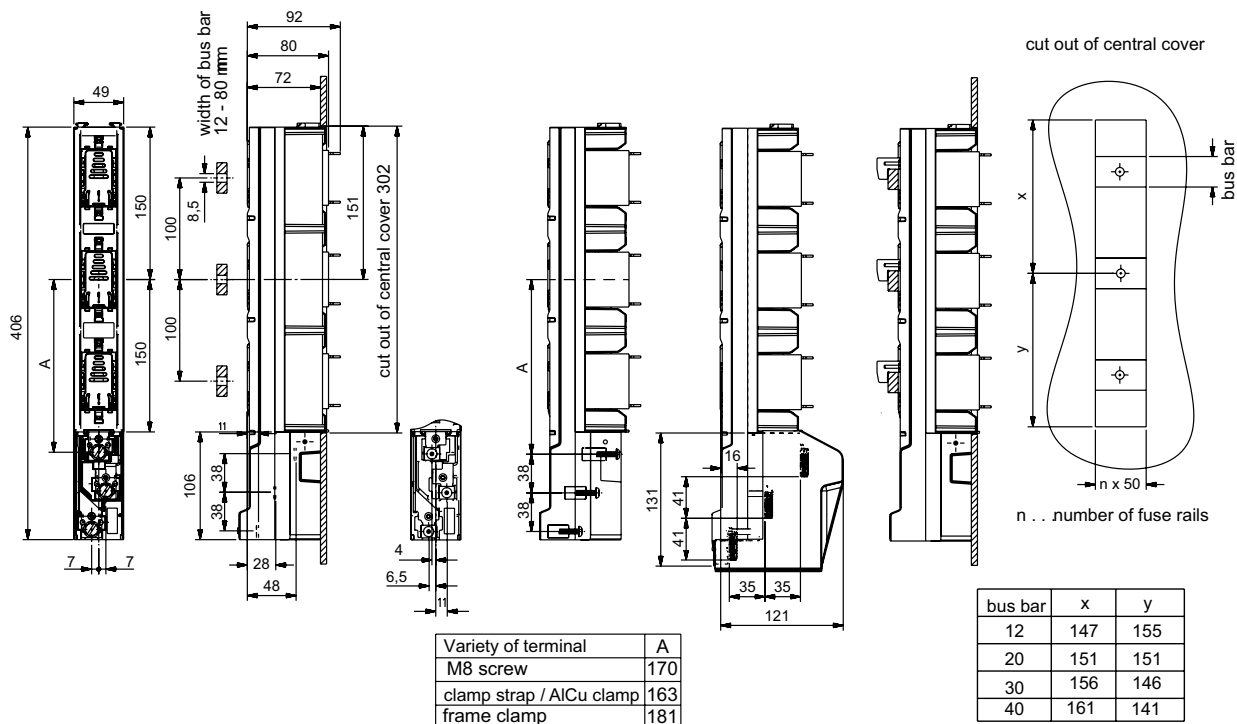 92
80
72
49
width of bus bar
12 - 80 mm
8,5
100
100
150
150
406
A
151
cut out of central cover 302
11
38
38
106
28
48
7
7
4
6,5
11
A
38
38
16
41
41
131
35
35
121
cut out of central cover
bus bar
x
y
n x 50
n . . .number of fuse rails
Variety of terminal A
M8 screw 170
clamp strap / AlCu clamp 163
frame clamp 181
bus bar x y
12 147 155
20 151 151
30 156 146
40 161 141